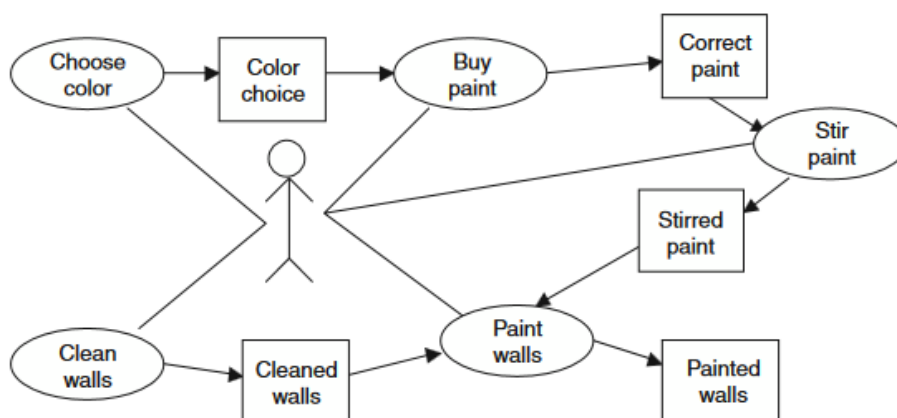 Choose
color
Color
choice
Buy
paint
Correct
paint
Stir
paint
Stirred
paint
Clean
walls
Cleaned
walls
Paint
walls
Painted
walls